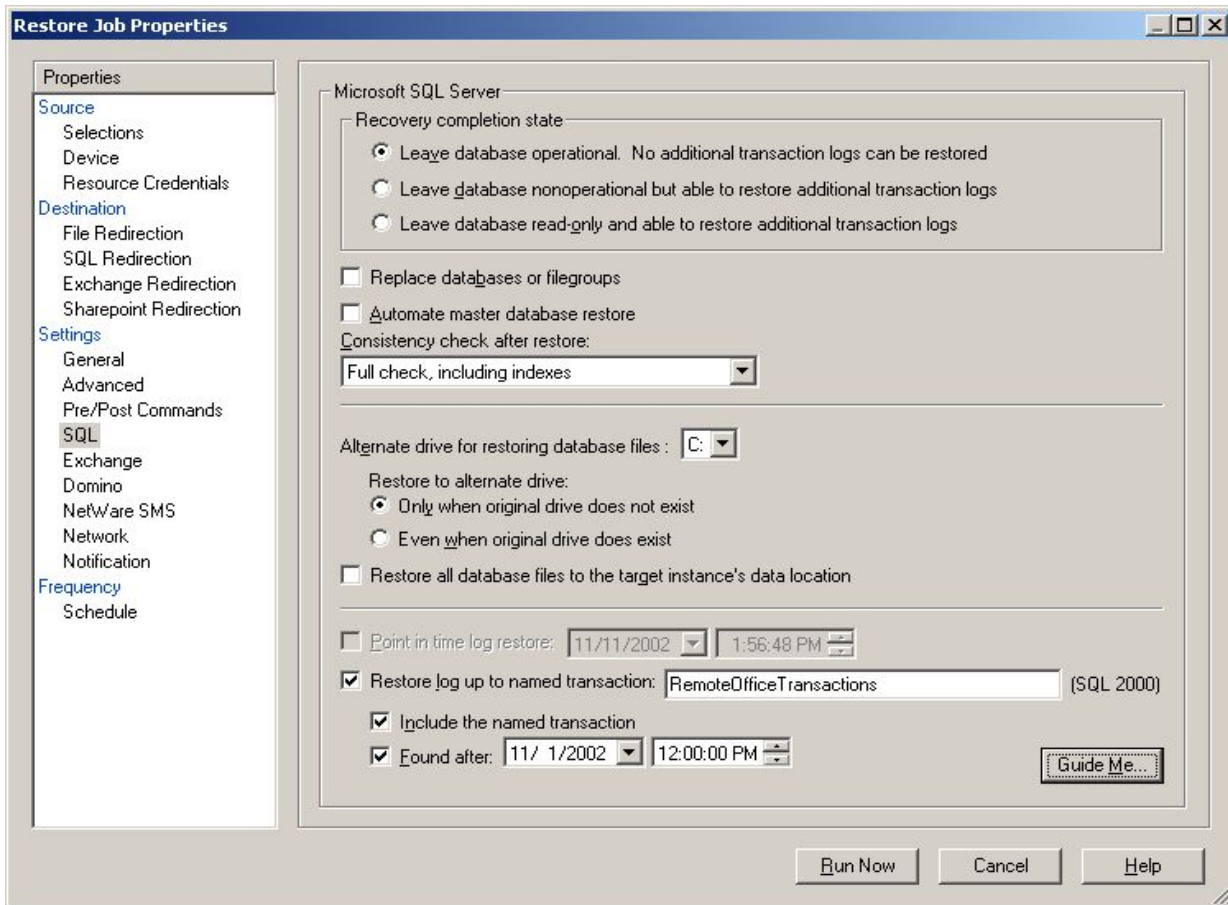 Restore Job Properties
Properties
Source
Selections
Device
Resource Credentials
Destination
File Redirection
SQL Redirection
Exchange Redirection
Sharepoint Redirection
Settings
General
Advanced
Pre/Post Commands
SQL
Exchange
Domino
NetWare SMS
Network
Notification
Frequency
Schedule
Microsoft SQL Server
Recovery completion state
Leave database operational. No additional transaction logs can be restored
Leave database nonoperational but able to restore additional transaction logs
Leave database read-only and able to restore additional transaction logs
Replace databases or filegroups
Automate master database restore
Consistency check after restore:
Full check, including indexes
Alternate drive for restoring database files : C:
Restore to alternate drive:
Only when original drive does not exist
Even when original drive does exist
Restore all database files to the target instance's data location
Point in time log restore: 11/11/2002 1:56:48 PM
Restore log up to named transaction: RemoteOfficeTransactions (SQL 2000)
Include the named transaction
Found after: 11/ 1/2002 12:00:00 PM
Guide Me...
Run Now Cancel Help